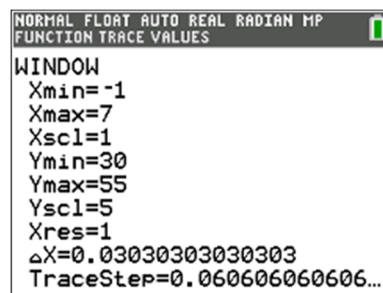 NORMAL FLOAT AUTO REAL RADIAN MP
FUNCTION TRACE VALUES
WINDOW
Xmin=-1
Xmax=7
Xscl=1
Ymin=30
Ymax=55
Yscl=5
Xres=1
△X=0.03030303030303
TraceStep=0.060606060606…